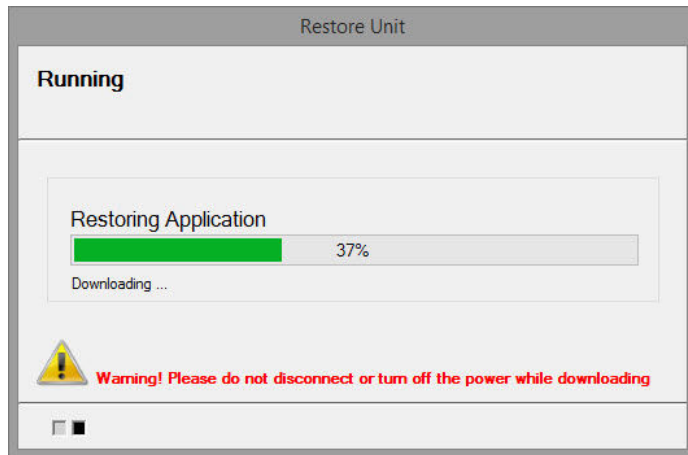 Restore Unit
Running
Restoring Application
37%
Downloading ...
Warning! Please do not disconnect or turn off the power while downloading